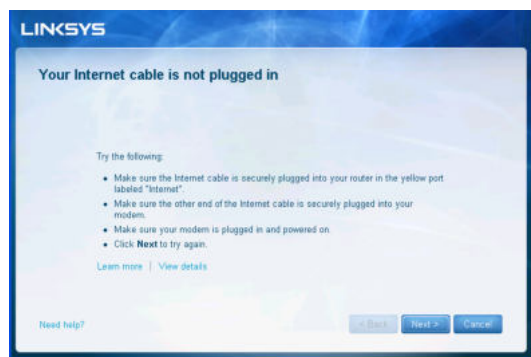 LINKSYS
Your Internet cable is not plugged in
Try the following:
• Make sure the Internet cable is securely plugged into your router in the yellow port
labeled "Internet".
• Make sure the other end of the Internet cable is securely plugged into your
modem.
• Make sure your modem is plugged in and powered on.
• Click Next to try again.
Learn more | View details
Need help? < Back Next > Cancel